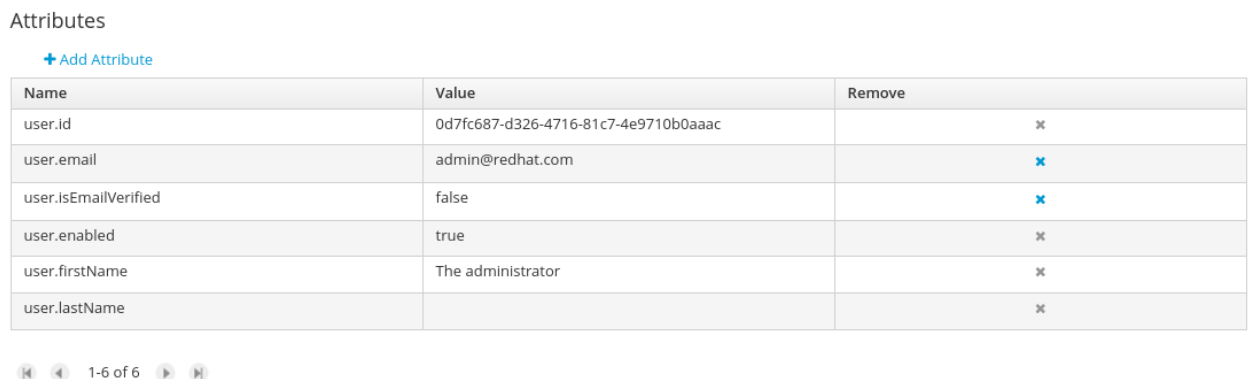 Attributes
Add Attribute
Name Value Remove
user.id 0d7fc687-d326-4716-81c7-4e9710b0aaac
user.email admin@redhat.com
user.isEmailVerified false
user.enabled true
user.firstName The administrator
user.lastName
1-6 of 6